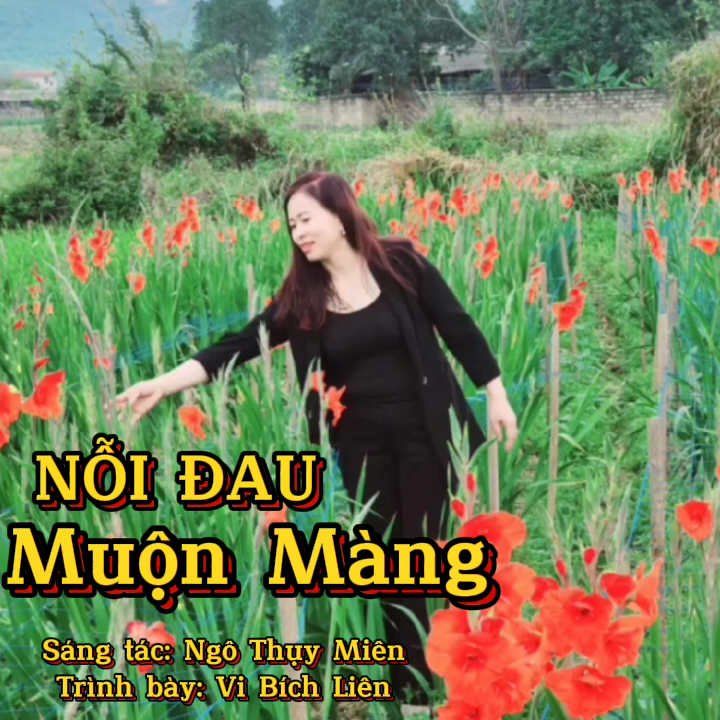 NỖI ĐAU
Muộn Màng
Sáng tác: Ngô Thụy Miên
Trình bày: Vi Bích Liên